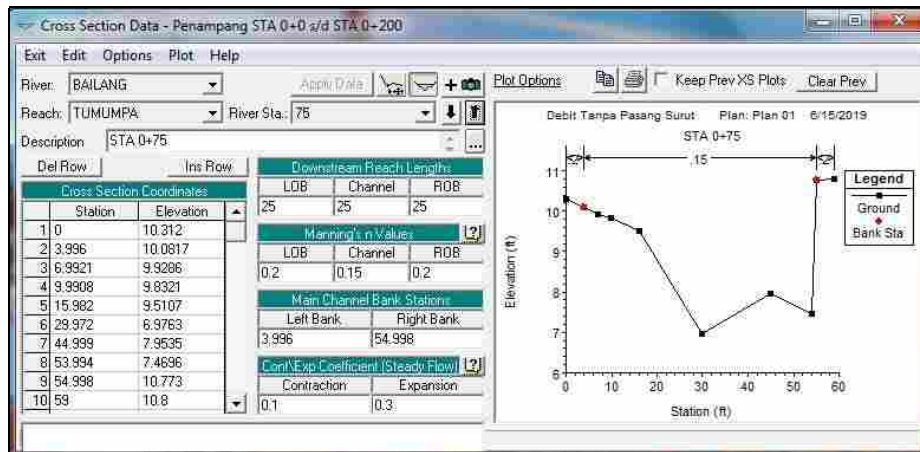 Cross Section Data - Penampang STA 0+0 s/d STA 0+200
Exit Edit Options Plot Help
River: BAILANG
Apply Data
Reach: TUMUMPA River Sta.: 75
Description STA 0+75 ...
Del Row Ins Row
Cross Section Coordinates
Station Elevation
1 0 10.312
2 3.996 10.0817
3 6.9921 9.9286
4 9.9908 9.8321
5 15.982 9.5107
6 29.972 6.9763
7 44.999 7.9535
8 53.994 7.4696
9 54.998 10.773
10 59 10.8
Downstream Reach Lengths
LOB Channel ROB
25 25 25
Manning's n Values
LOB Channel ROB
0.2 0.15 0.2
Main Channel Bank Stations
Left Bank Right Bank
3.996 54.998
Cont\Exp Coefficient (Steady Flow)
Contraction Expansion
0.1 0.3
Plot Options Keep Prev XS Plots Clear Prev
Debit Tanpa Pasang Surut Plan: Plan 01 6/15/2019
STA 0+75
.15
Legend
Ground
Bank Sta
Elevation (ft)
11
10
9
8
7
6
0 10 20 30 40 50 60
Station (ft)